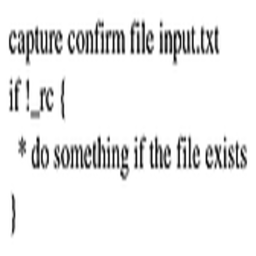 capture confirm file input.txt
if !_rc {
* do something if the file exists
}